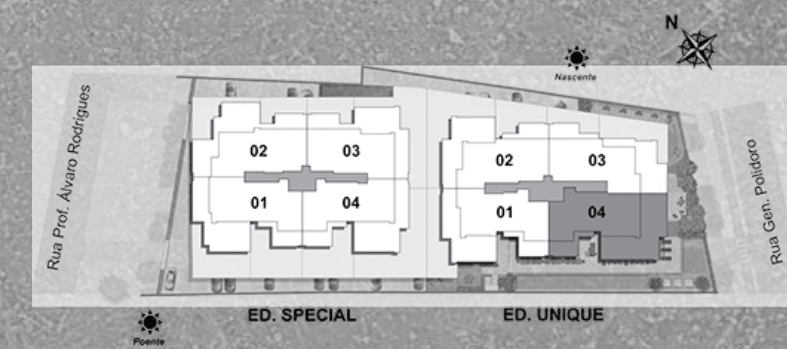 N
Nascente
Rua Prof. Álvaro Rodrigues
02
03
01
04
02
03
01
04
Rua Gen. Polidoro
ED. SPECIAL
ED. UNIQUE
Poente